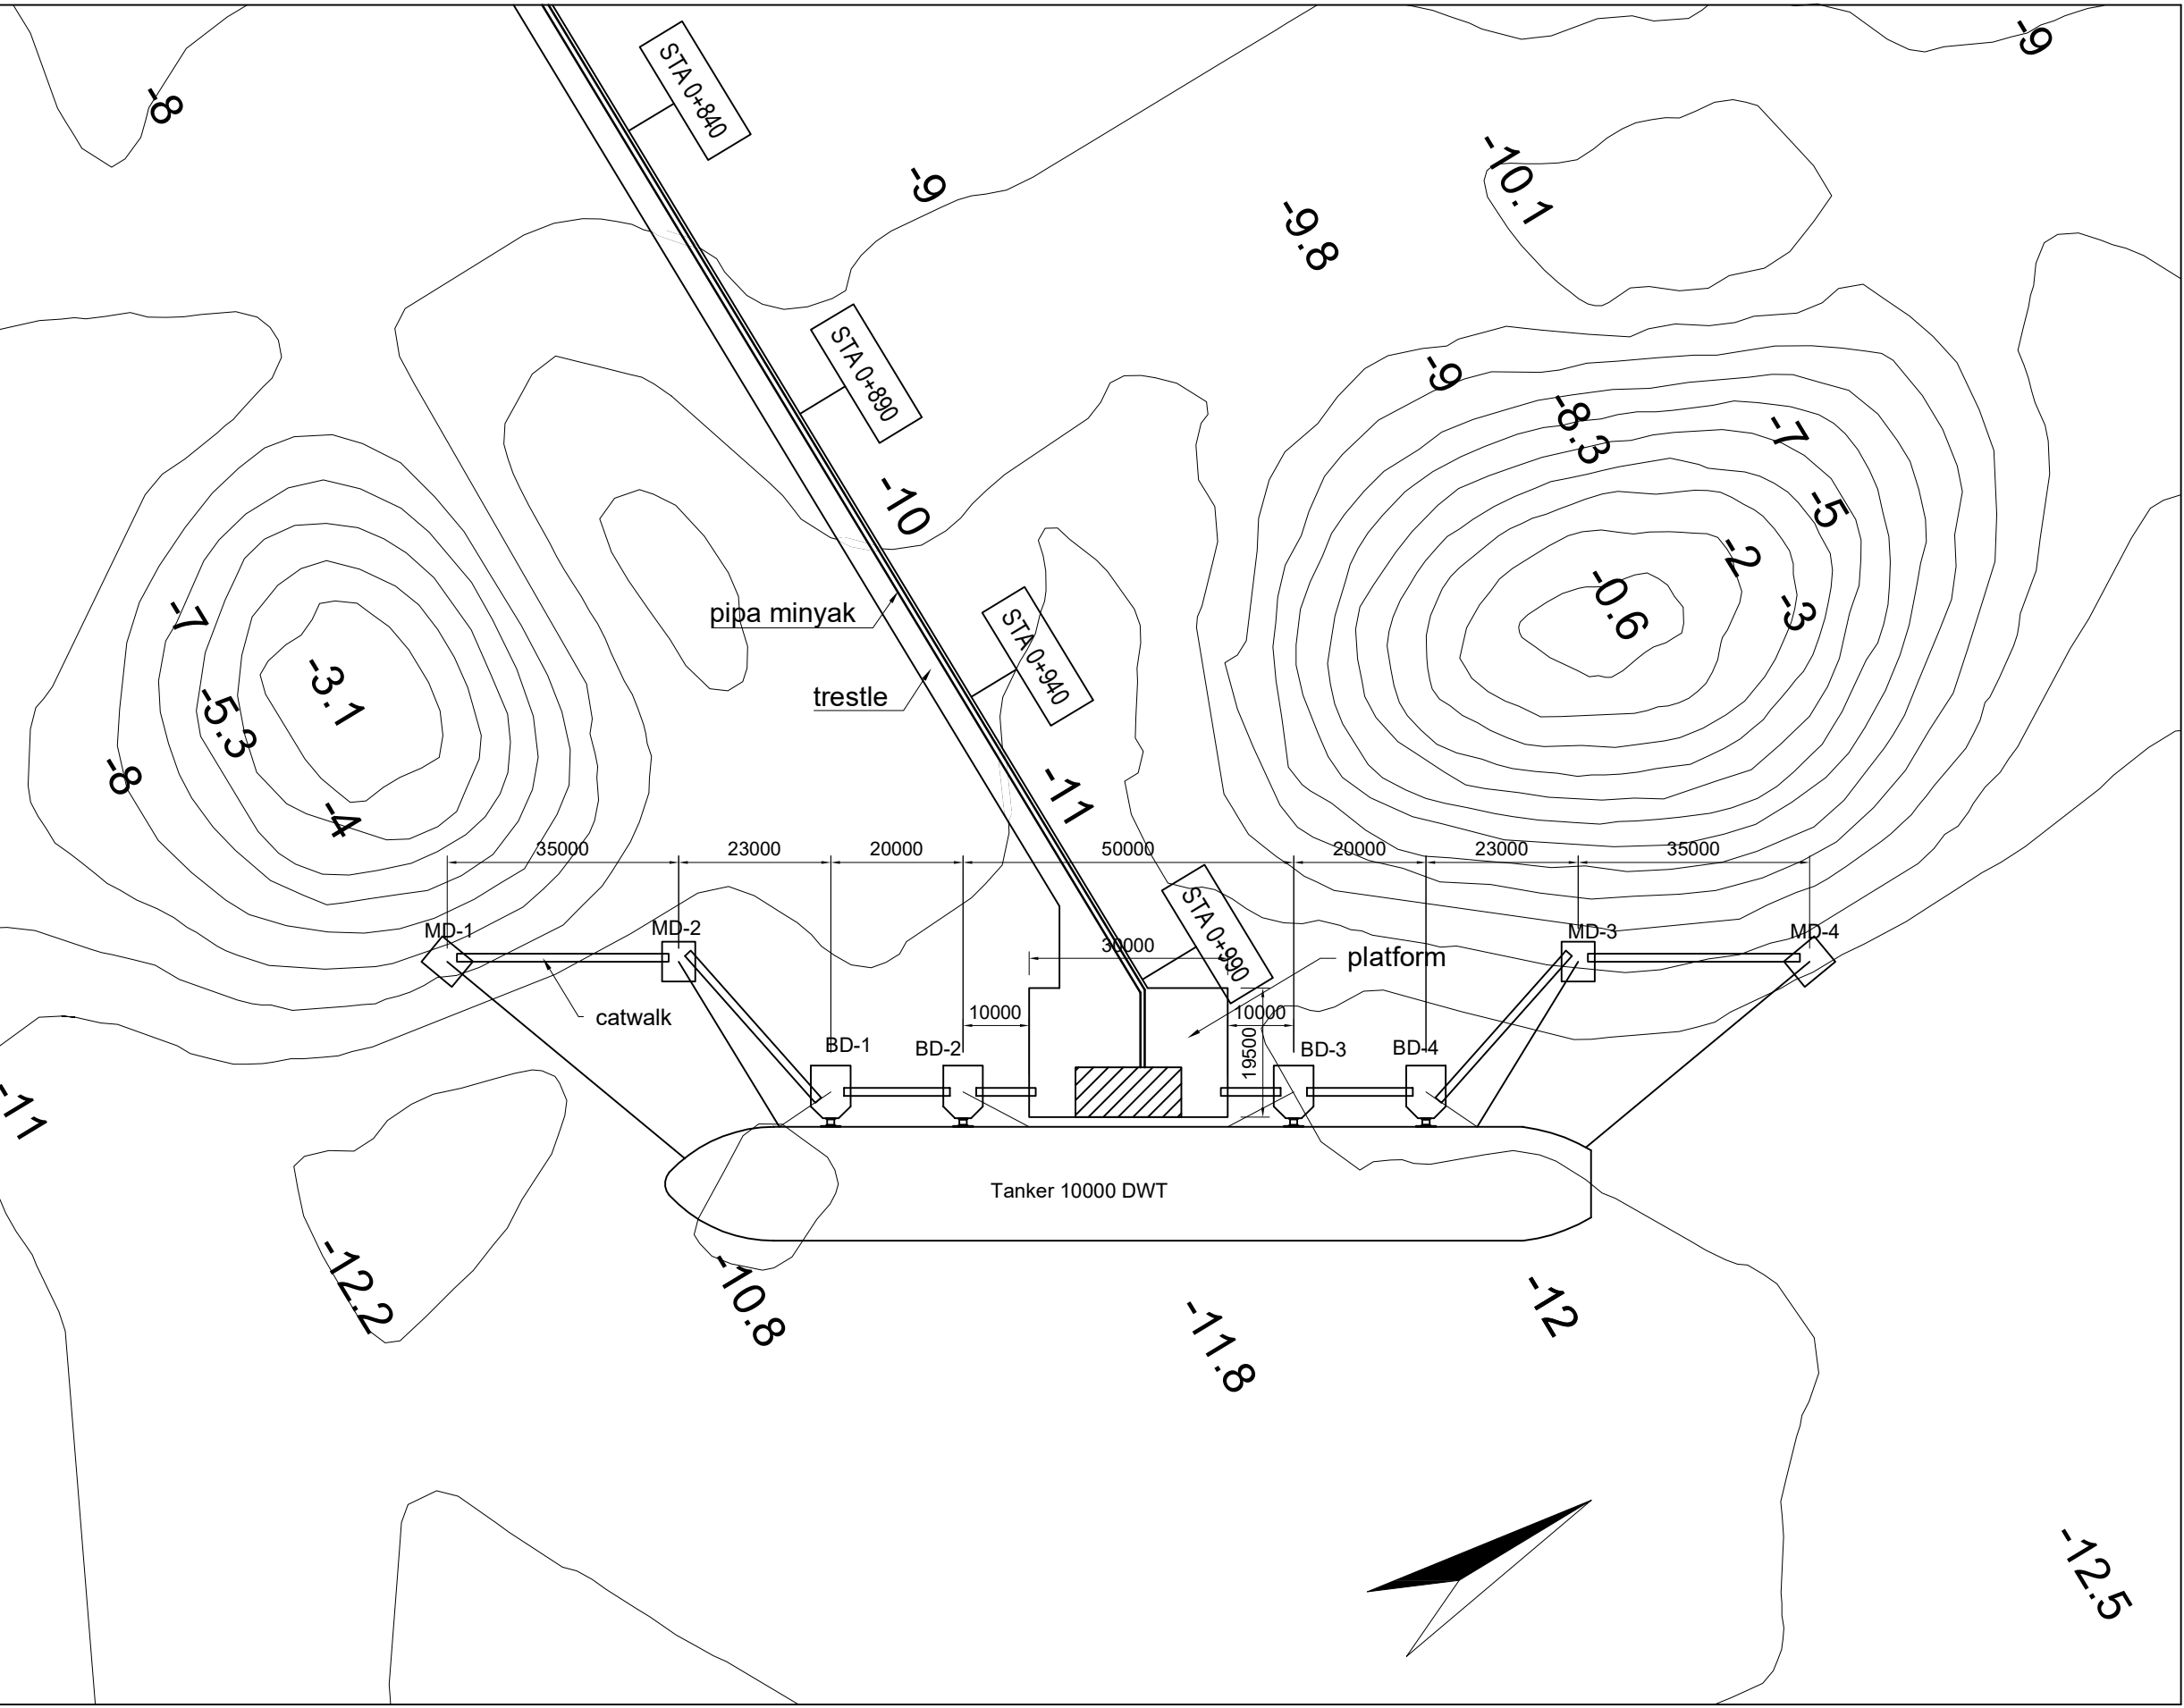 -9
STA 0+840
-8
-9
-10.1
-9.8
STA 0+890
-9
-8.3
-7
-10
-5
-2
-0.6
-3
pipa minyak
-7
STA 0+940
trestle
-3.1
-5.3
-8
-4
-11
35000
23000
20000
50000
20000
23000
35000
STA 0+990
MD-1
MD-2
MD-3
MD-4
30000
platform
catwalk
10000
10000
19500
BD-1
BD-2
BD-3
BD-4
-11
Tanker 10000 DWT
-12.2
-10.8
-11.8
-12
-12.5